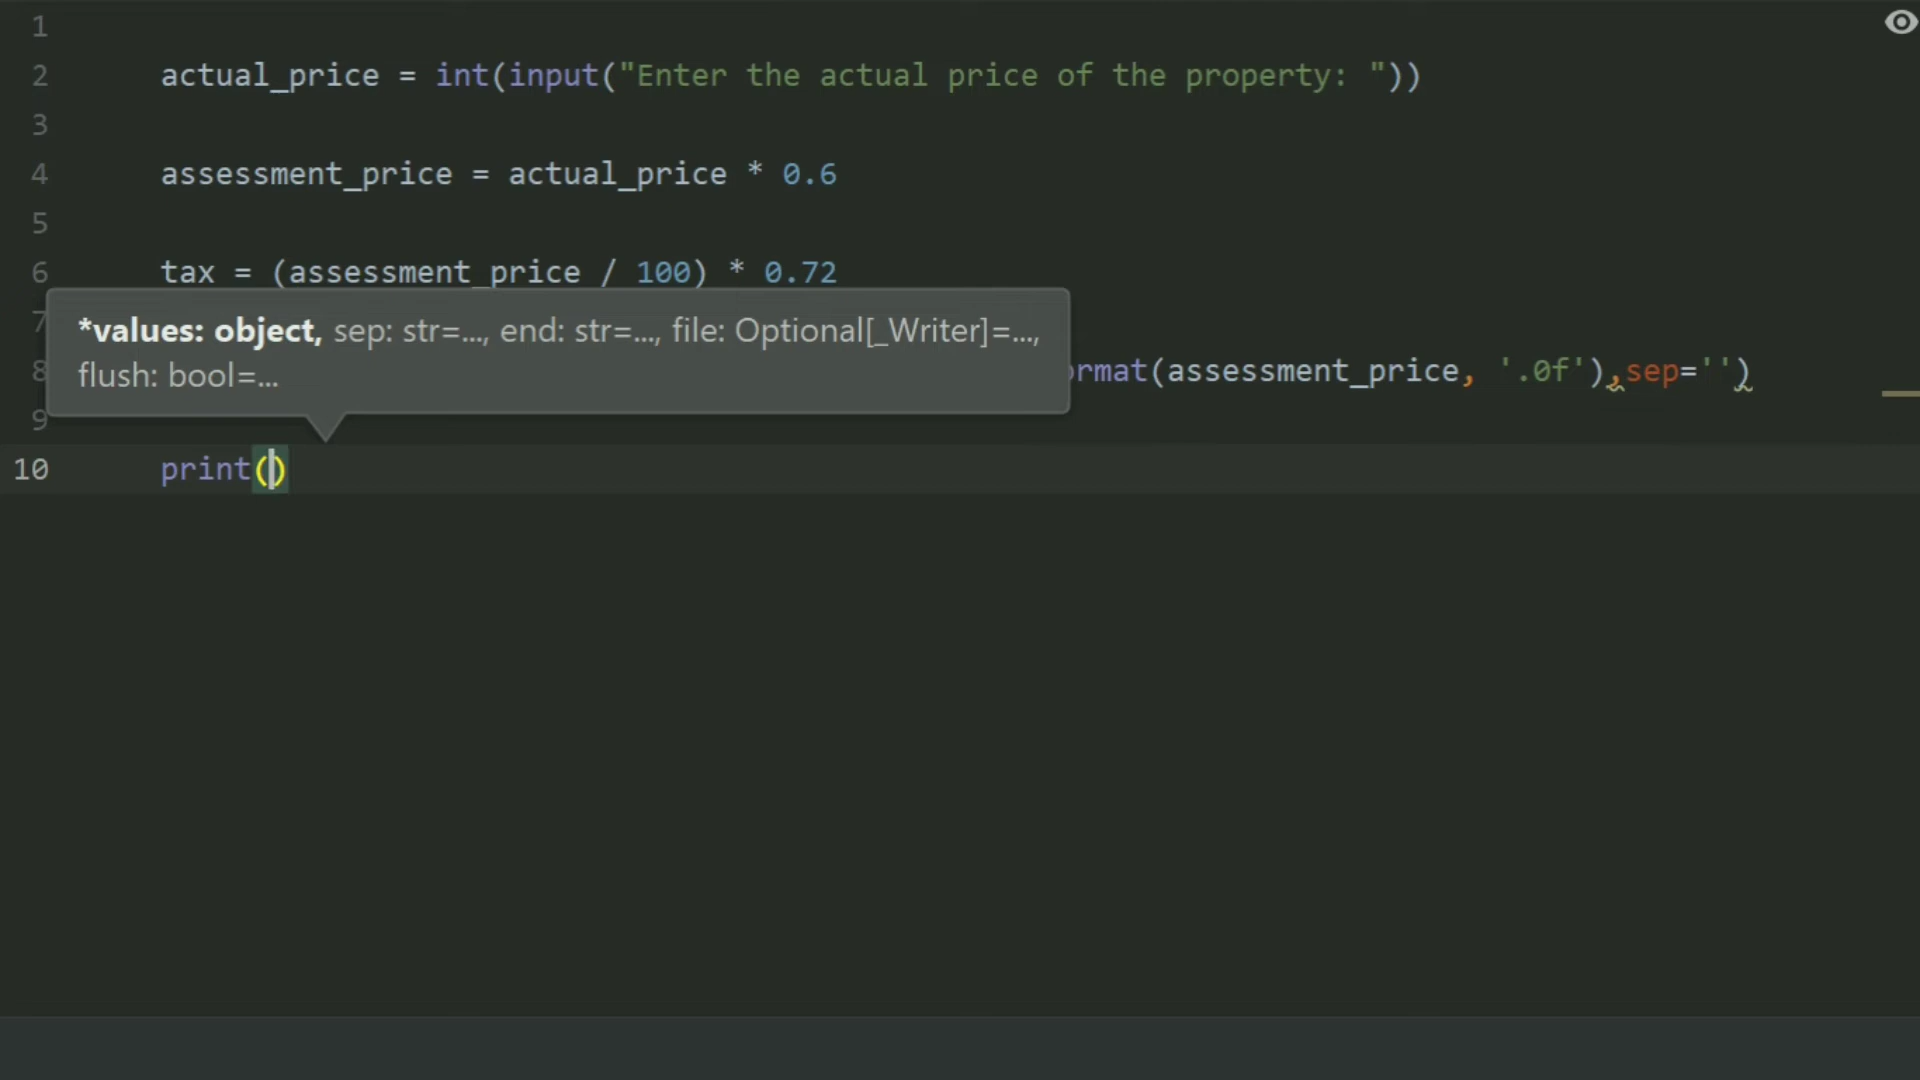 1
2 actual_price = int(input("Enter the actual price of the property: "))
3
4 assessment_price = actual_price * 0.6
5
6 tax = (assessment_price / 100) * 0.72
7
*values: object, sep: str=..., end: str=..., file: Optional[_Writer]=...,
flush: bool=...
8 ormat(assessment_price, '.0f'),sep='')
9
10 print()